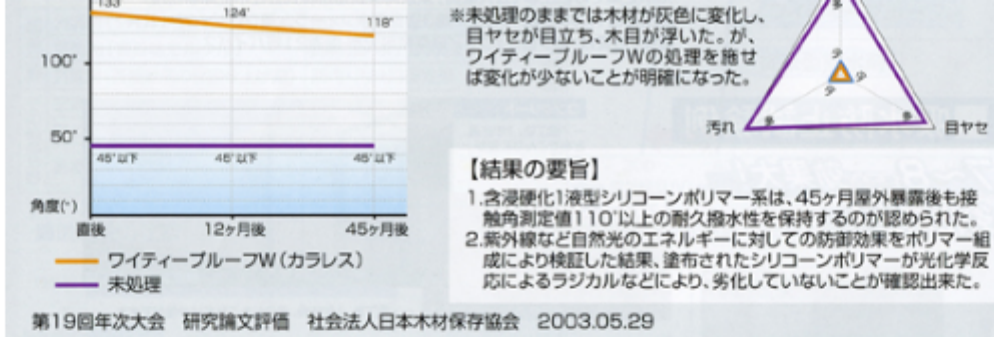 133°
124°
118°
100°
50°
45°以下
45°以下
45°以下
角度(°)
直後
12ヶ月後
45ヶ月後
ワイティープルーフW(カラレス)
未処理
※未処理のままでは木材が灰色に変化し、
目ヤセが目立ち、木目が浮いた。が、
ワイティープルーフWの処理を施せ
ば変化が少ないことが明確になった。
多
少
少
少
多
多
汚れ
目ヤセ
【結果の要旨】
1.含浸硬化1液型シリコーンポリマー系は、45ヶ月屋外暴露後も接
触角測定値110°以上の耐久撥水性を保持するのが認められた。
2.紫外線など自然光のエネルギーに対しての防御効果をポリマー組
成により検証した結果、塗布されたシリコーンポリマーが光化学反
応によるラジカルなどにより、劣化していないことが確認出来た。
第19回年次大会 研究論文評価 社会法人日本木材保存協会 2003.05.29